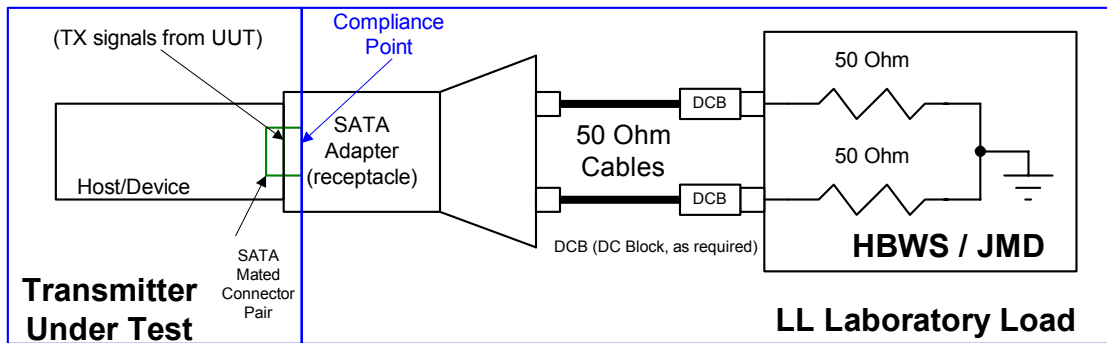 (TX signals from UUT)
Compliance
Point
SATA
Adapter
(receptacle)
Host/Device
SATA
Mated
Connector
Pair
Transmitter
Under Test
DCB
50 Ohm
Cables
DCB
DCB (DC Block, as required)
50 Ohm
50 Ohm
HBWS / JMD
LL Laboratory Load